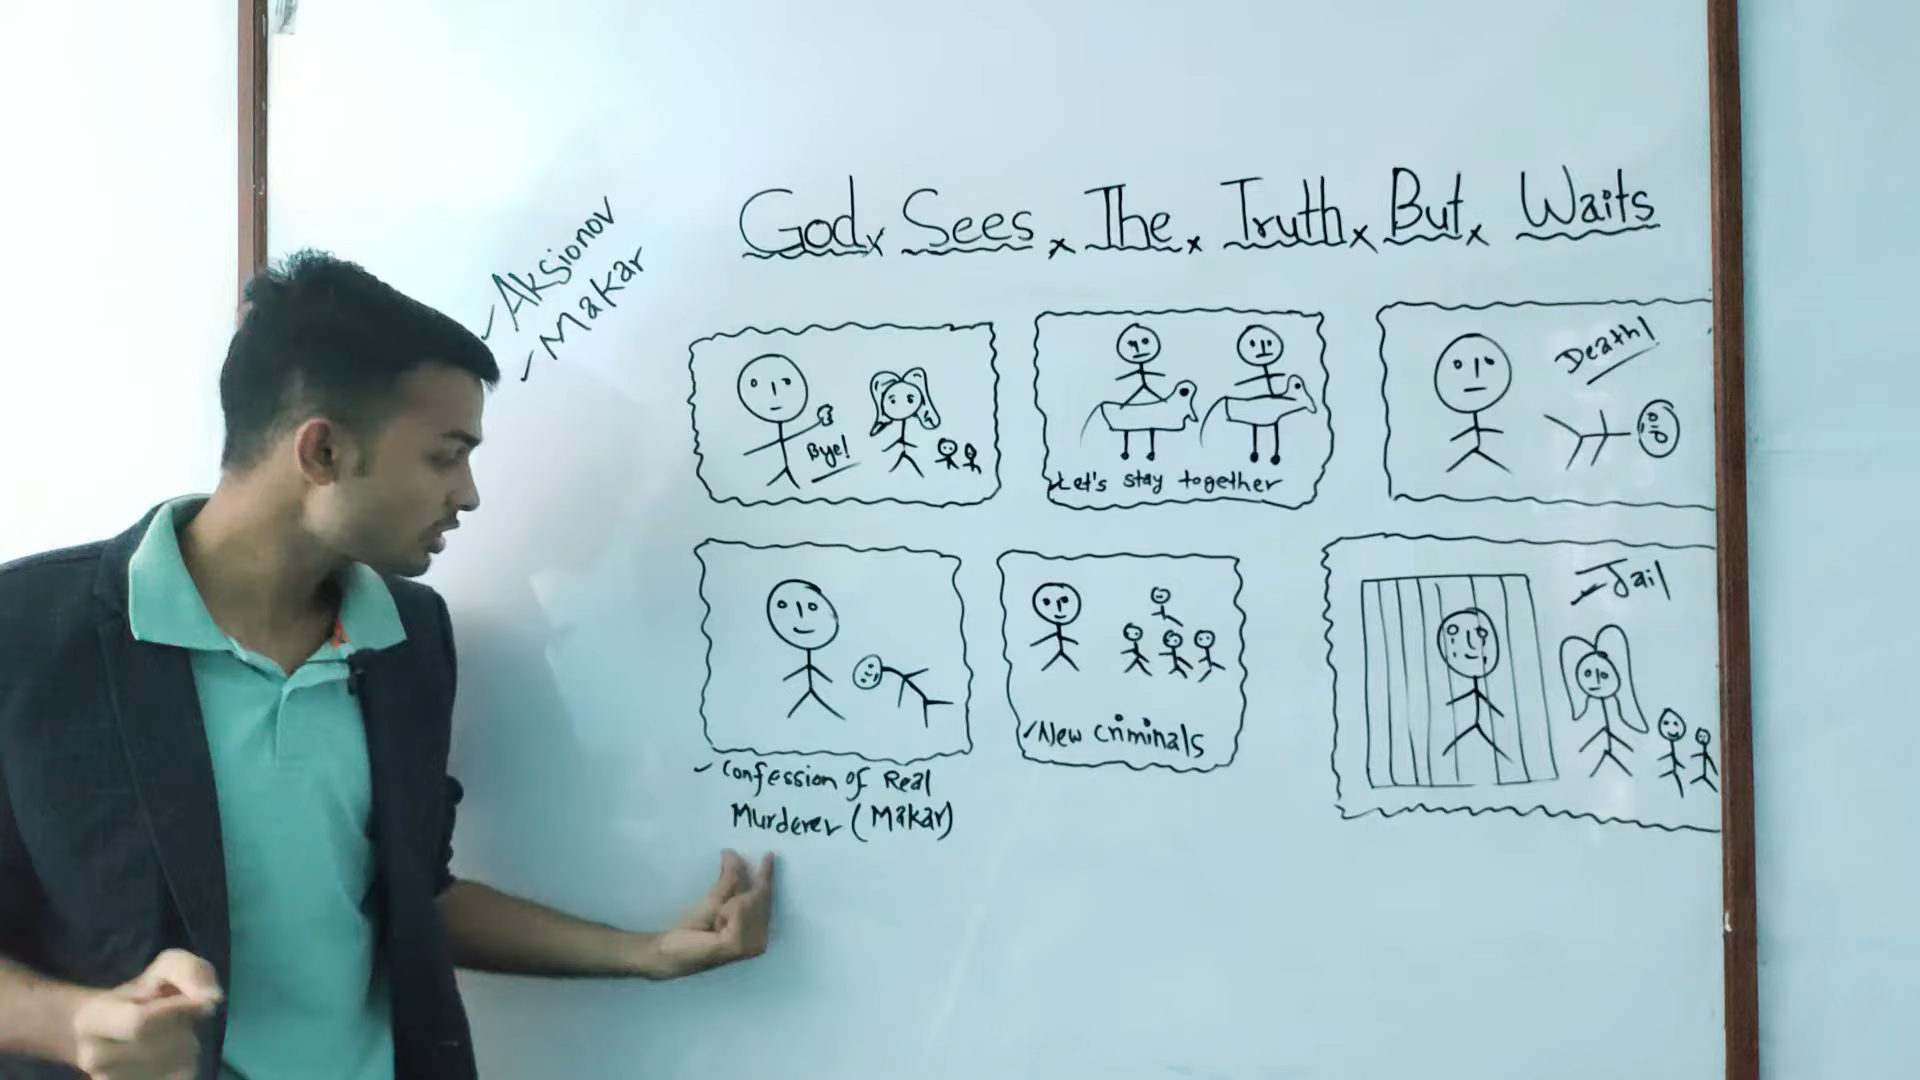 Aksionov
Makar
God Sees The Truth But Waits
Bye!
Let's stay together
Death!
Confession of Real
Murderer (Makar)
New criminals
Jail